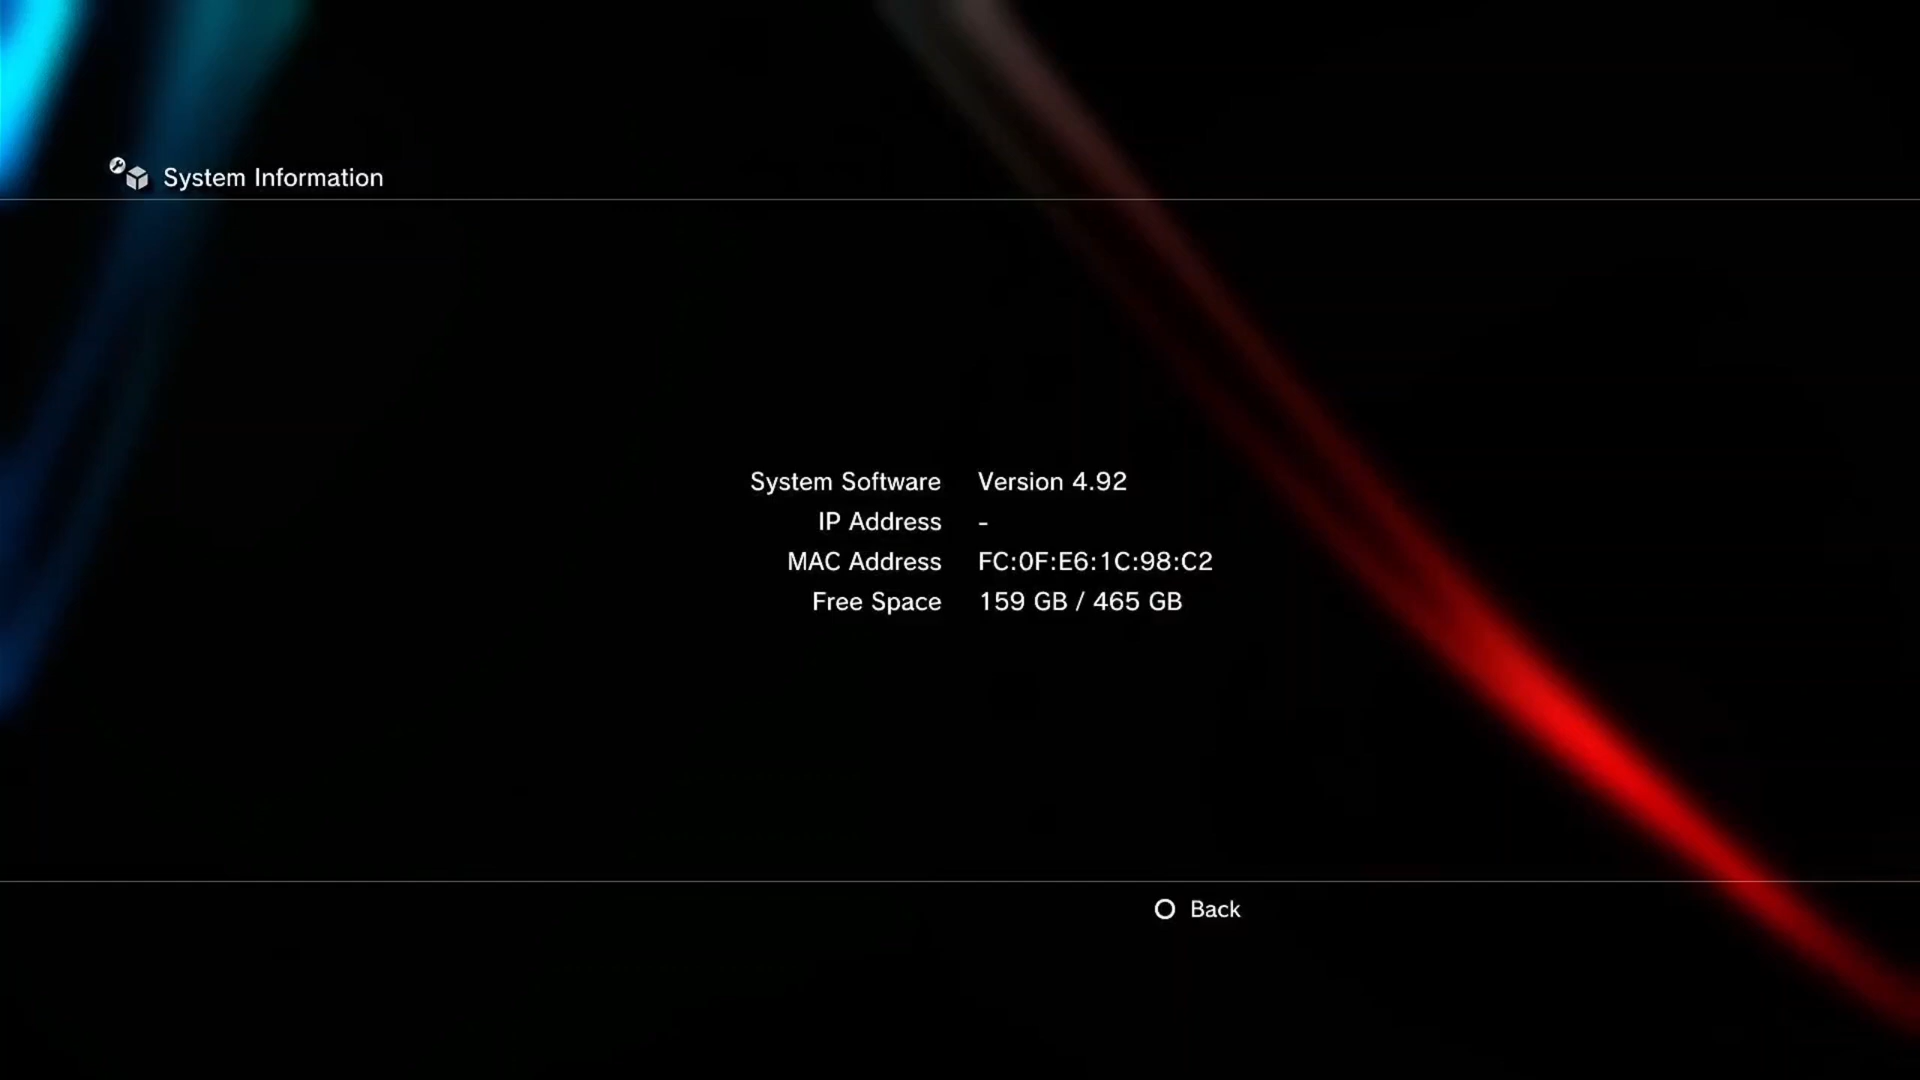 System Information
System Software Version 4.92
IP Address -
MAC Address FC:0F:E6:1C:98:C2
Free Space 159 GB / 465 GB
Back